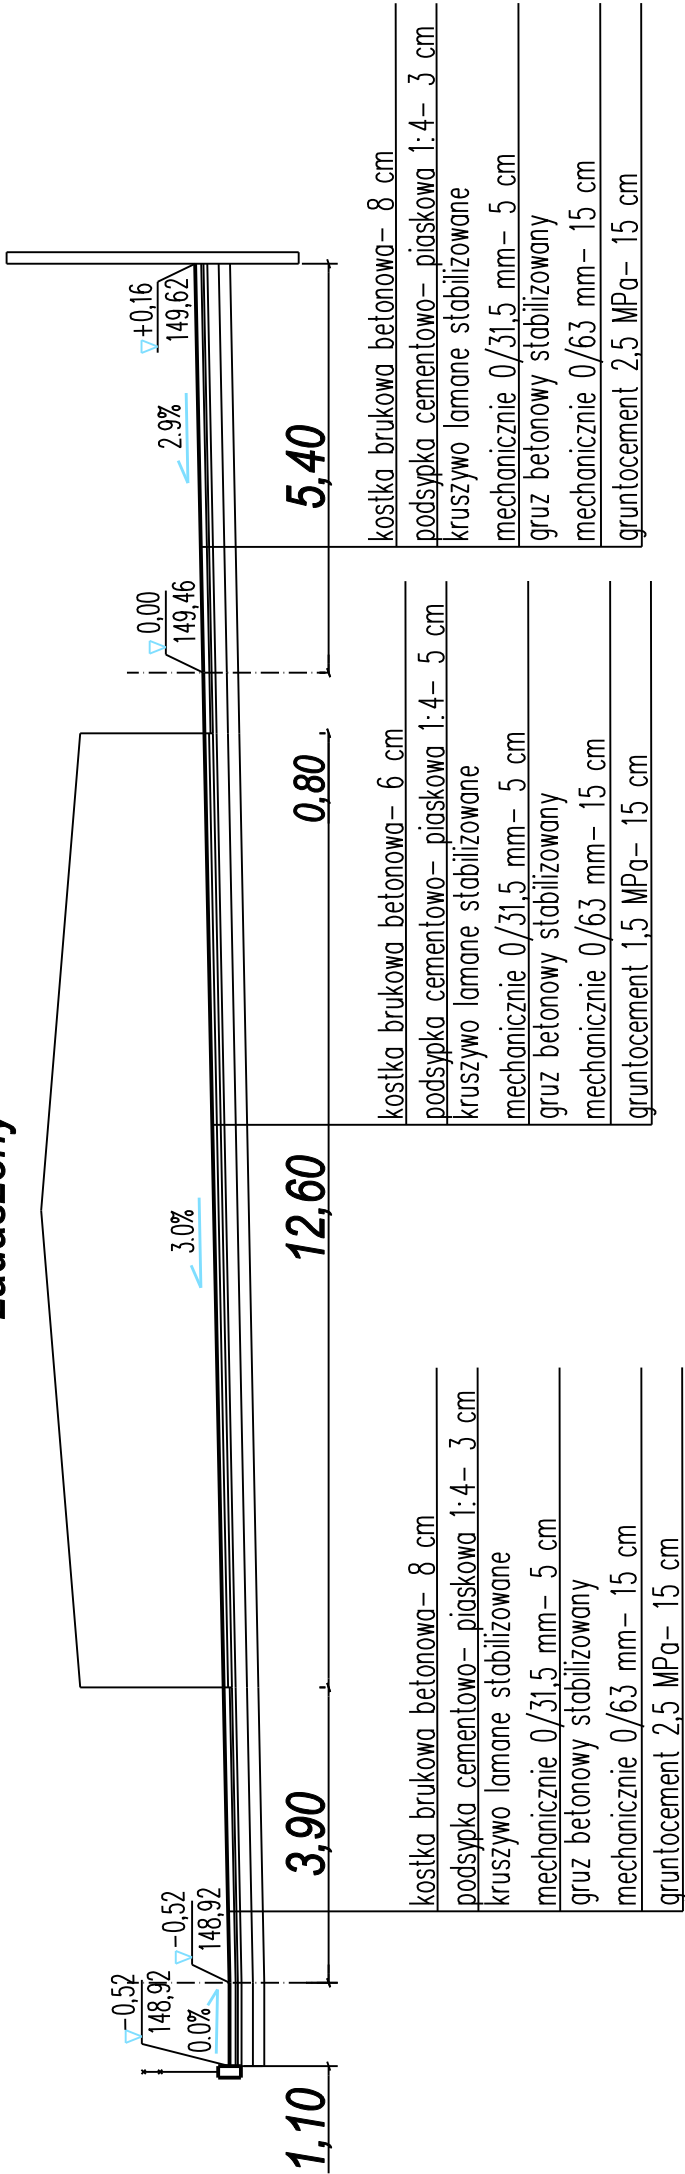 -0,52
148,92
0.0%
-0,52
148,92
3.0%
0,00
149,46
2.9%
+0,16
149,62
1,10
3,90
12,60
0,80
5,40
kostka brukowa betonowa- 8 cm
podsypka cementowo- piaskowa 1:4- 3 cm
kruszywo lamane stabilizowane
mechanicznie 0/31,5 mm- 5 cm
gruz betonowy stabilizowany
mechanicznie 0/63 mm- 15 cm
gruntocement 2,5 MPa- 15 cm
kostka brukowa betonowa- 6 cm
podsypka cementowo- piaskowa 1:4- 5 cm
kruszywo lamane stabilizowane
mechanicznie 0/31,5 mm- 5 cm
gruz betonowy stabilizowany
mechanicznie 0/63 mm- 15 cm
gruntocement 1,5 MPa- 15 cm
kostka brukowa betonowa- 8 cm
podsypka cementowo- piaskowa 1:4- 3 cm
kruszywo lamane stabilizowane
mechanicznie 0/31,5 mm- 5 cm
gruz betonowy stabilizowany
mechanicznie 0/63 mm- 15 cm
gruntocement 2,5 MPa- 15 cm